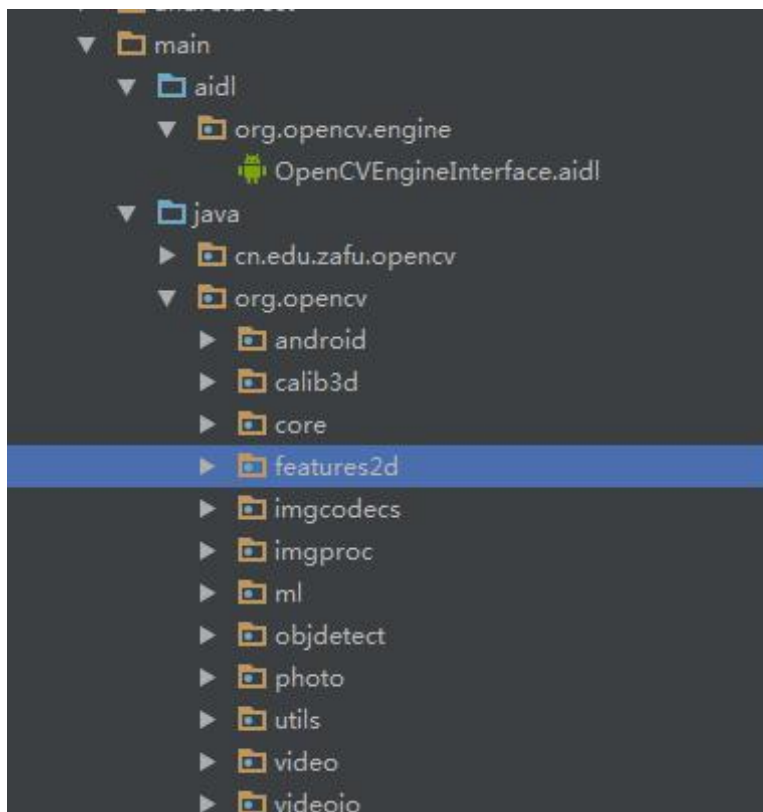 main
aidl
org.opencv.engine
OpenCVEngineInterface.aidl
java
cn.edu.zafu.opencv
org.opencv
android
calib3d
core
features2d
imgcodecs
imgproc
ml
objdetect
photo
utils
video
videoio